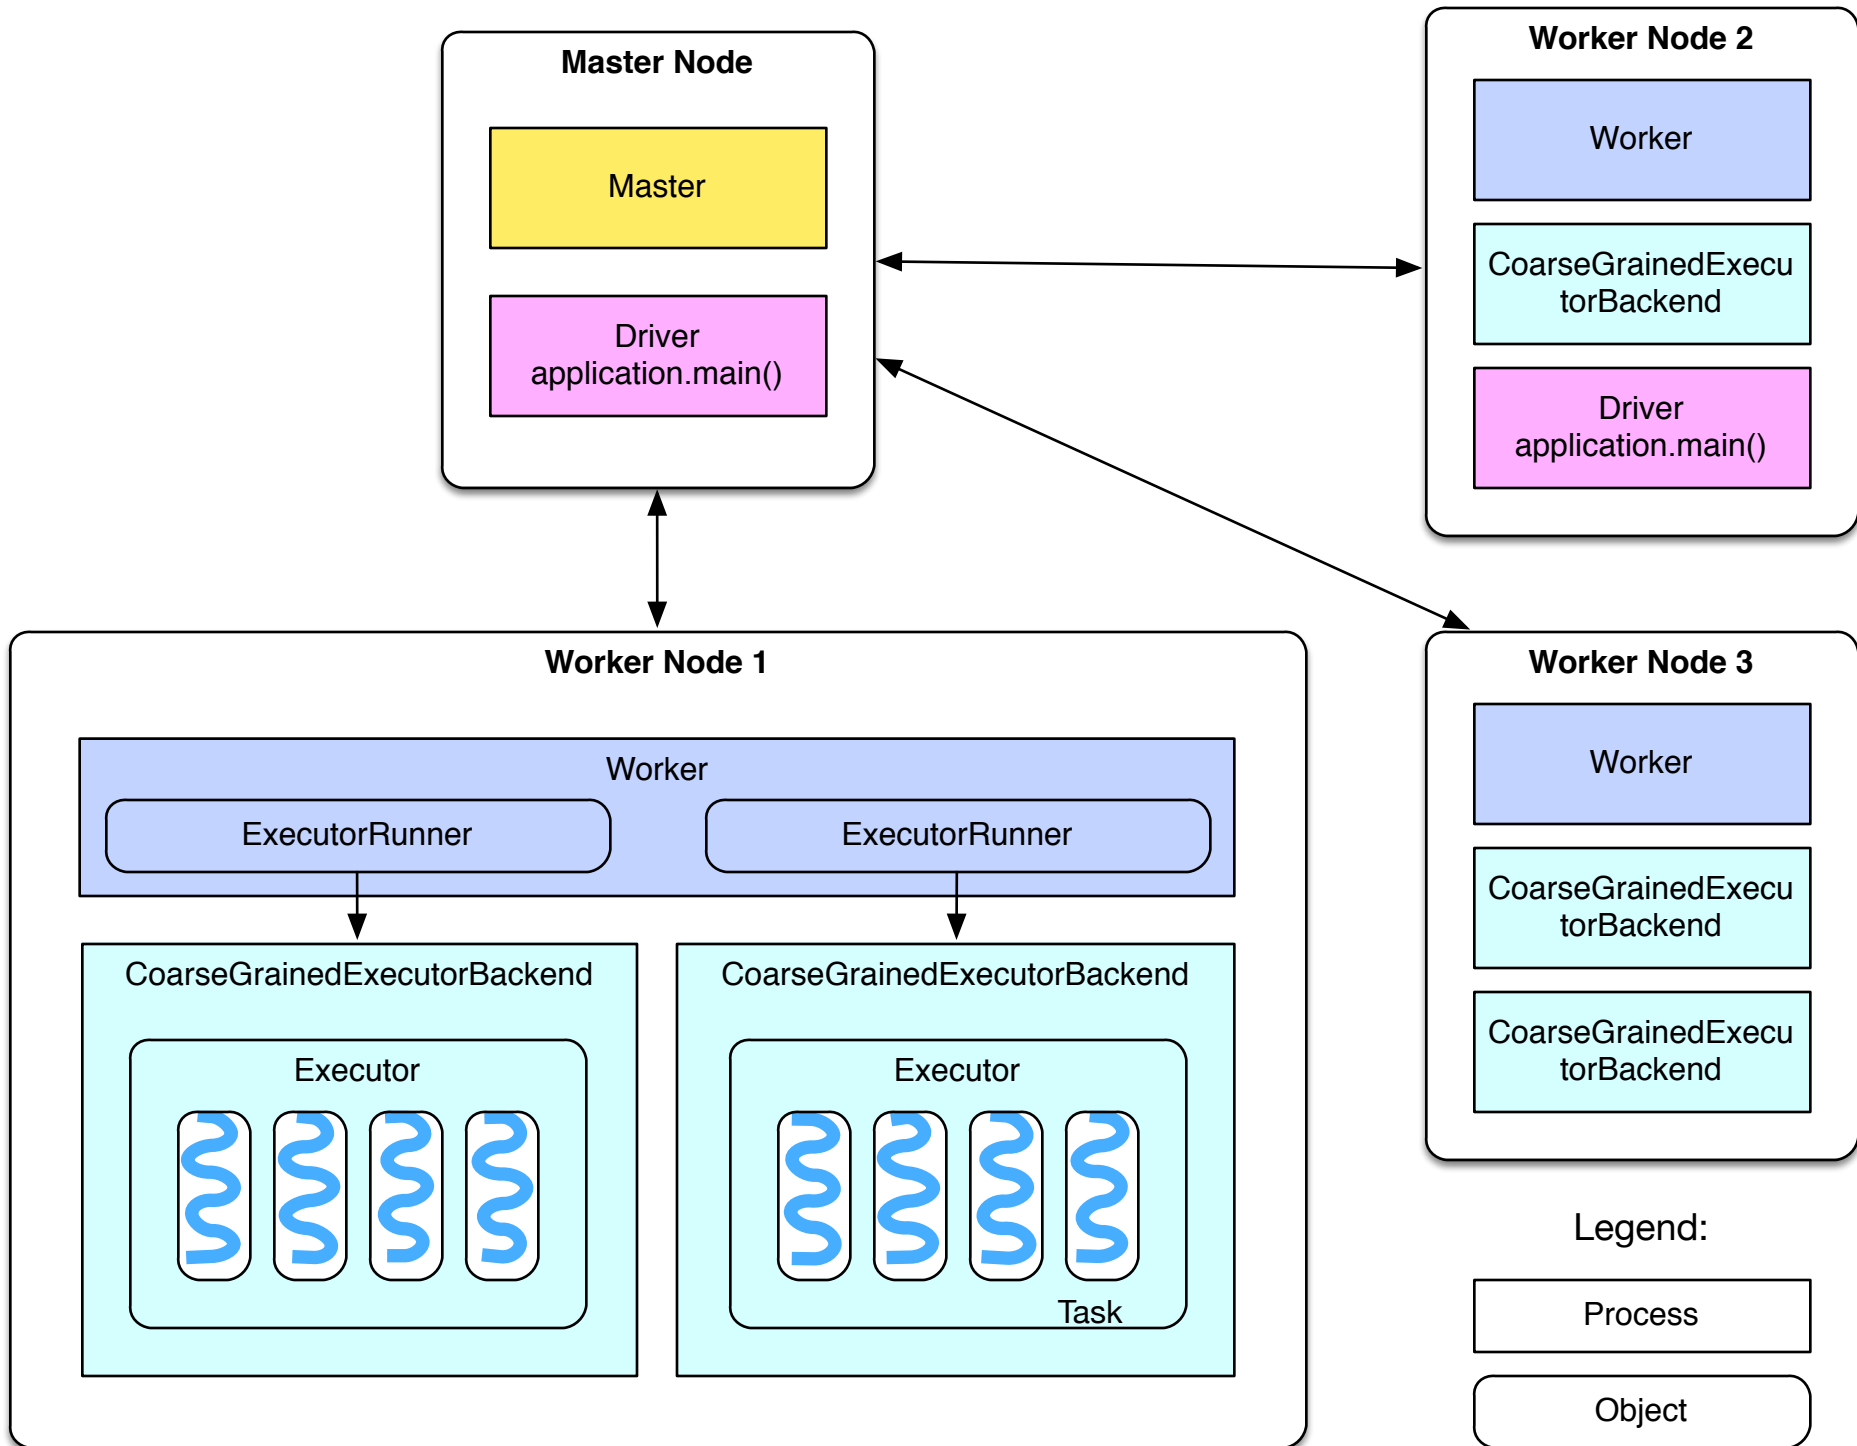 Master Node
Master
Driver
application.main()
Worker Node 2
Worker
CoarseGrainedExecu
torBackend
Driver
application.main()
Worker Node 1
Worker
ExecutorRunner
ExecutorRunner
CoarseGrainedExecutorBackend
CoarseGrainedExecutorBackend
Executor
Executor
Task
Worker Node 3
Worker
CoarseGrainedExecu
torBackend
CoarseGrainedExecu
torBackend
Legend:
Process
Object